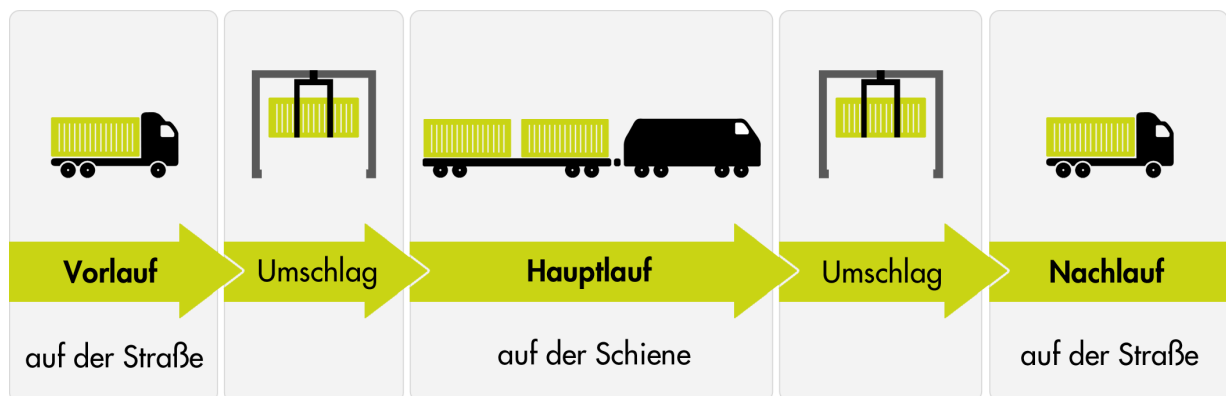 Vorlauf
Umschlag
Hauptlauf
Umschlag
Nachlauf
auf der Straße
auf der Schiene
auf der Straße